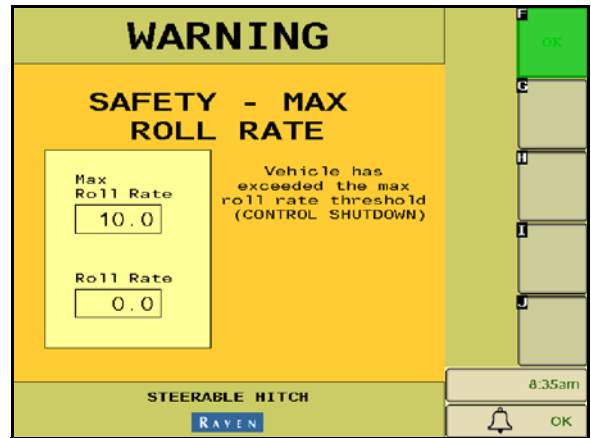 WARNING
SAFETY - MAX
ROLL RATE
Max
Roll Rate
10.0
Roll Rate
0.0
Vehicle has
exceeded the max
roll rate threshold
(CONTROL SHUTDOWN)
STEERABLE HITCH
RAVEN
F
OK
G
H
I
J
8:35am
OK